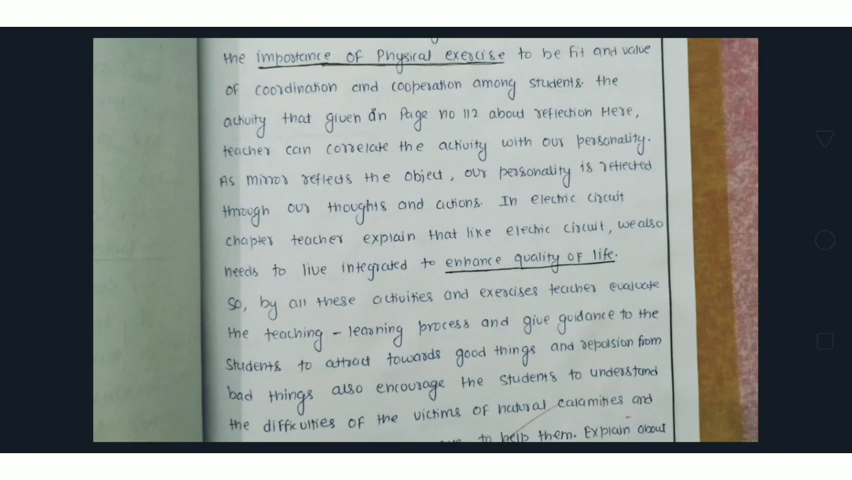 the importance of Physical exercise to be fit and value
of coordination and cooperation among students. the
activity that given in Page no 112 about reflection Here,
teacher can correlate the activity with our personality.
As mirror reflects the object, our personality is reflected
through our thoughts and actions. In electric circuit
chapter teacher explain that like electric circuit, we also
needs to live integrated to enhance quality of life.
So, by all these activities and exercises teacher evaluate
the teaching - learning process and give guidance to the
students to attract towards good things and repulsion from
bad things also encourage the students to understand
the difficulties of the victims of natural calamities and
to help them. Explain about